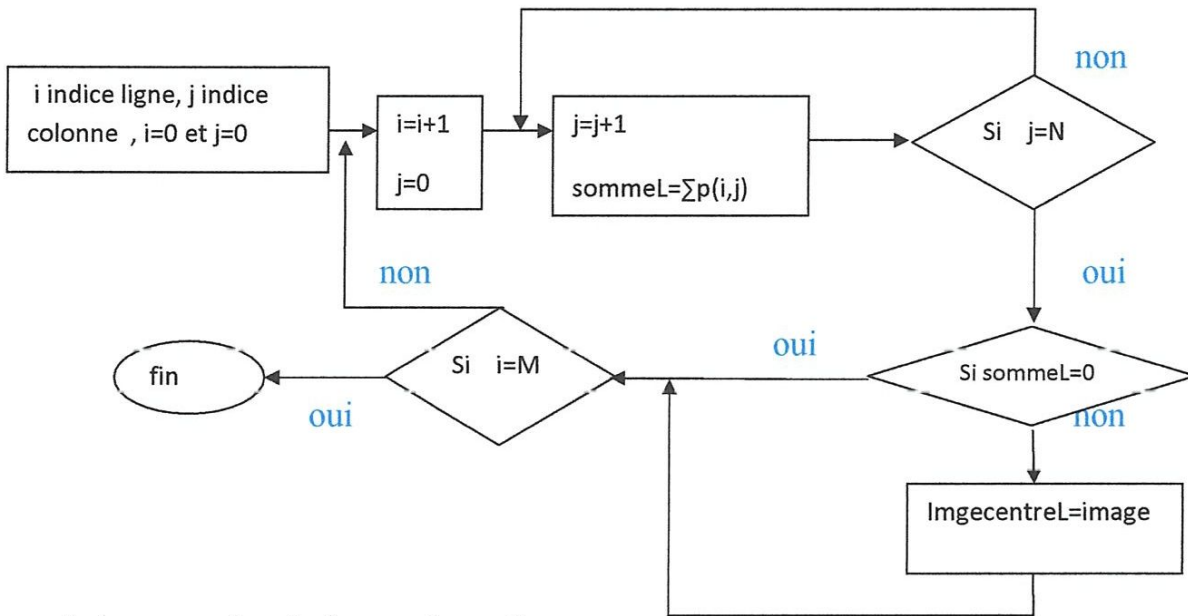 non
i indice ligne, j indice
colonne , i=0 et j=0
i=i+1
j=0
j=j+1
sommeL=∑p(i,j)
Si j=N
oui
non
Si i=M
fin
oui
oui
Si sommeL=0
non
ImgecentreL=image